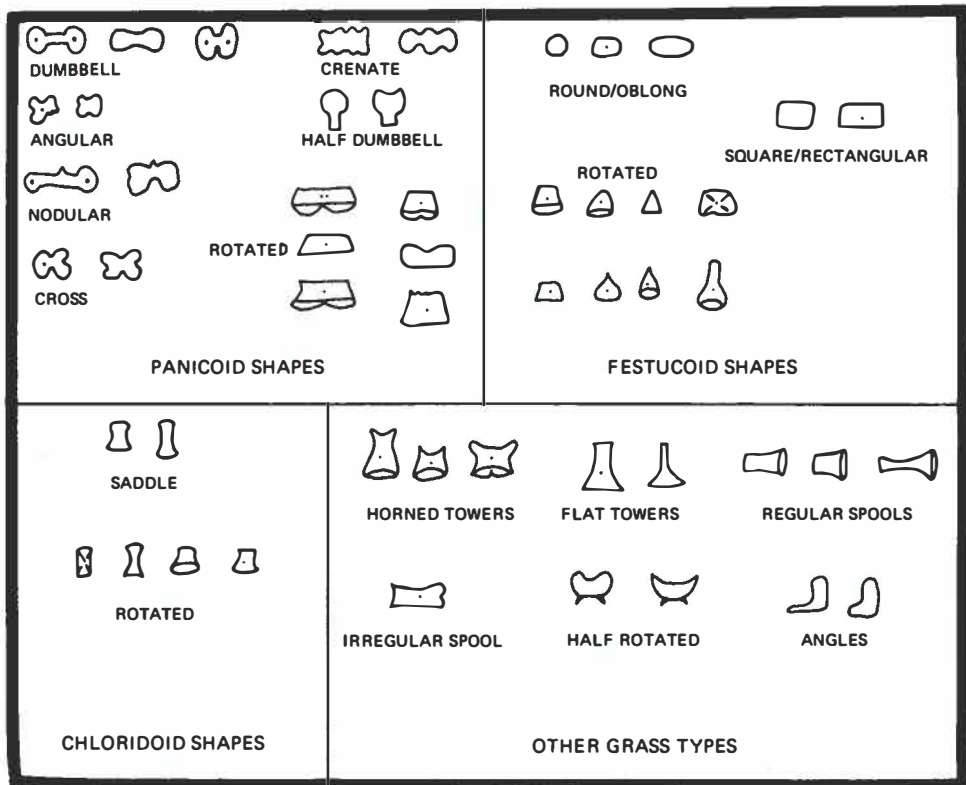 DUMBBELL
CRENATE
ANGULAR
HALF DUMBBELL
NODULAR
ROTATED
CROSS
PANICOID SHAPES
ROUND/OBLONG
SQUARE/RECTANGULAR
ROTATED
FESTUCOID SHAPES
SADDLE
ROTATED
CHLORIDOID SHAPES
HORNED TOWERS
FLAT TOWERS
REGULAR SPOOLS
IRREGULAR SPOOL
HALF ROTATED
ANGLES
OTHER GRASS TYPES